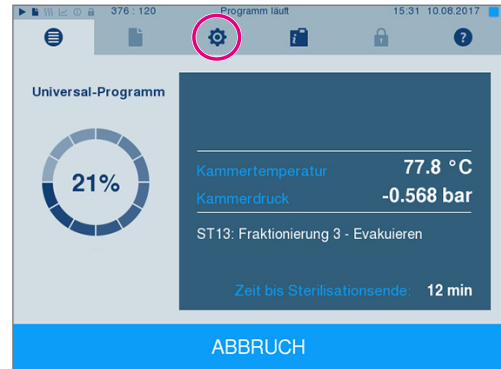 376 : 120 Programm läuft 15:31 10.08.2017
Universal-Programm
21%
Kammertemperatur 77.8 °C
Kammerdruck -0.568 bar
ST13: Fraktionierung 3 - Evakuieren
Zeit bis Sterilisationsende: 12 min
ABBRUCH